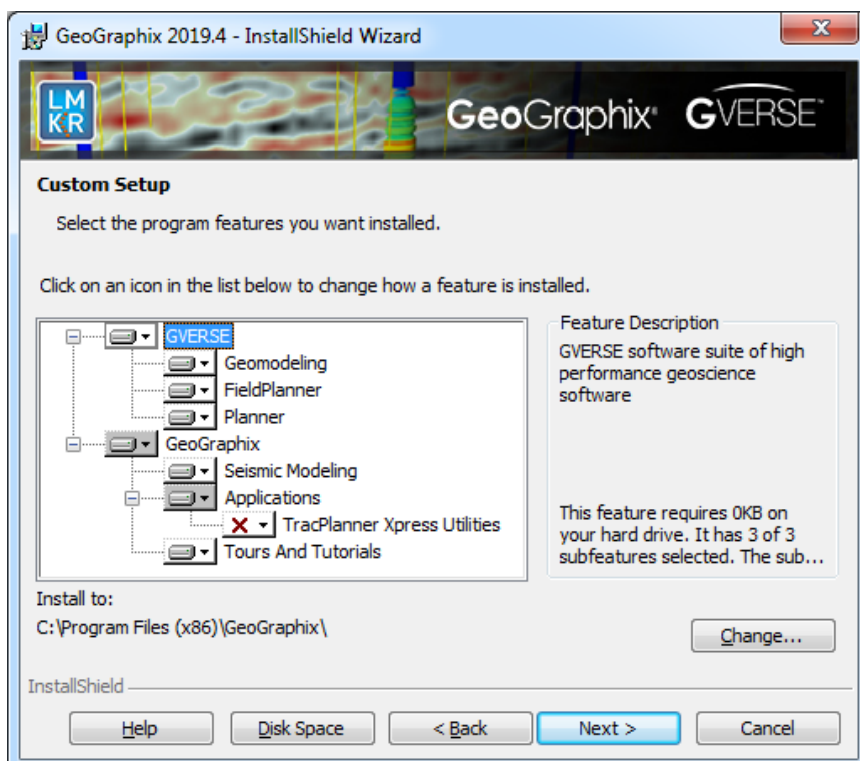 GeoGraphix 2019.4 - InstallShield Wizard
LM
KR
GeoGraphix® GVERSE™
Custom Setup
Select the program features you want installed.
Click on an icon in the list below to change how a feature is installed.
GVERSE
Geomodeling
FieldPlanner
Planner
GeoGraphix
Seismic Modeling
Applications
TracPlanner Xpress Utilities
Tours And Tutorials
Feature Description
GVERSE software suite of high
performance geoscience
software
This feature requires 0KB on
your hard drive. It has 3 of 3
subfeatures selected. The sub...
Install to:
C:\Program Files (x86)\GeoGraphix\
Change...
InstallShield
Help
Disk Space
< Back
Next >
Cancel